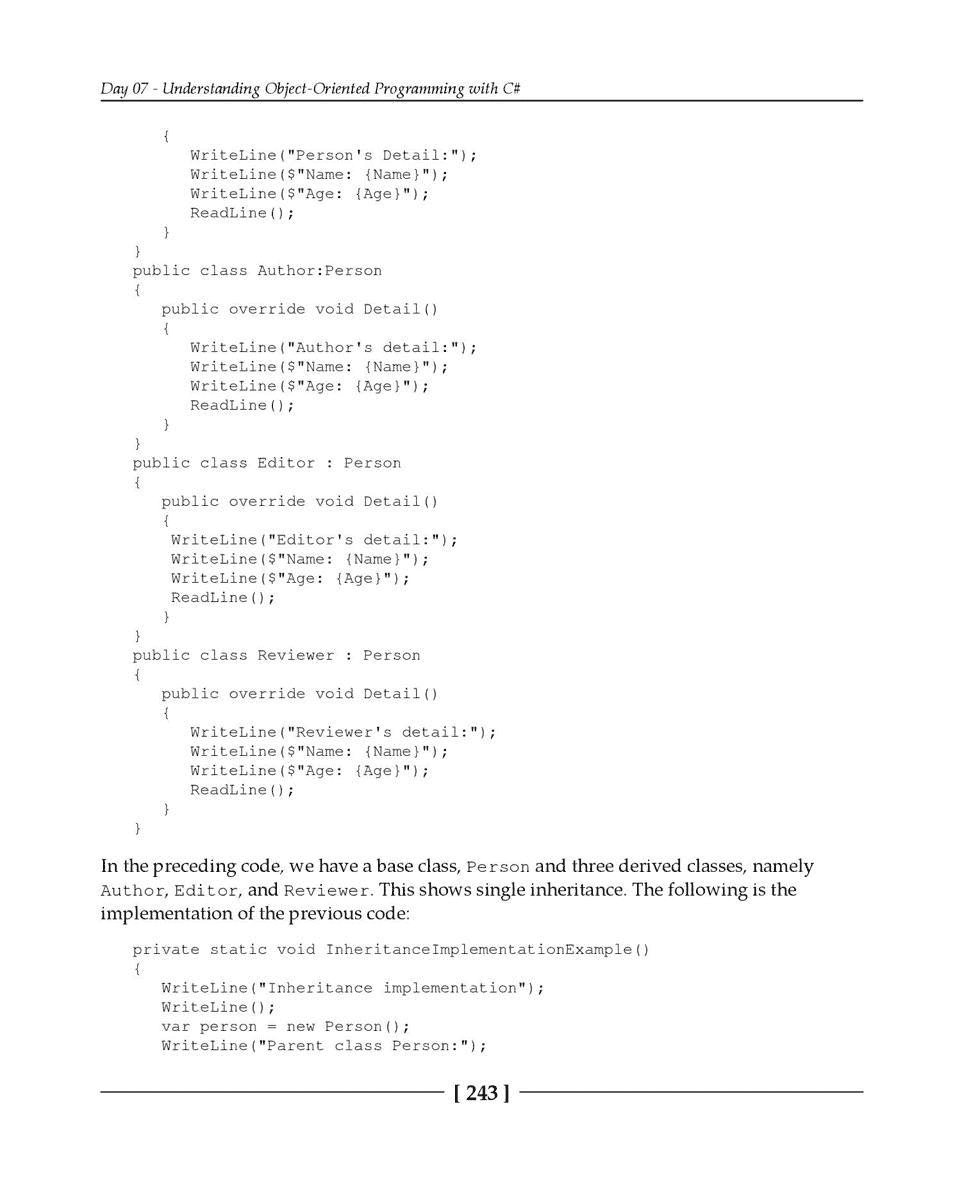 Day 07 - Understanding Object-Oriented Programming with C#
{
WriteLine("Person's Detail:");
WriteLine($"Name: {Name}");
WriteLine($"Age: {Age}");
ReadLine();
}
}
public class Author:Person
{
public override void Detail()
{
WriteLine("Author's detail:");
WriteLine($"Name: {Name}");
WriteLine($"Age: {Age}");
ReadLine();
}
}
public class Editor : Person
{
public override void Detail()
{
WriteLine("Editor's detail:");
WriteLine($"Name: {Name}");
WriteLine($"Age: {Age}");
ReadLine();
}
}
public class Reviewer : Person
{
public override void Detail()
{
WriteLine("Reviewer's detail:");
WriteLine($"Name: {Name}");
WriteLine($"Age: {Age}");
ReadLine();
}
}
In the preceding code, we have a base class, Person and three derived classes, namely
Author, Editor, and Reviewer. This shows single inheritance. The following is the
implementation of the previous code:
private static void InheritanceImplementationExample()
{
WriteLine("Inheritance implementation");
WriteLine();
var person = new Person();
WriteLine("Parent class Person:");
[ 243 ]